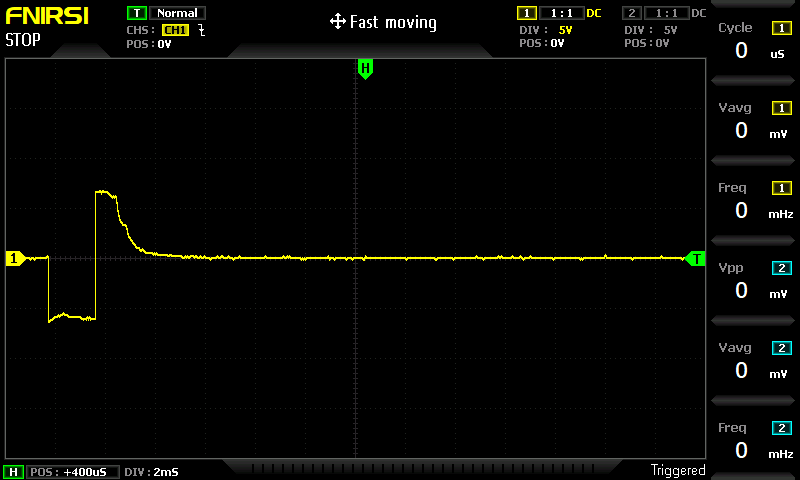 FNIRSI
STOP
T Normal
CHS: CH1
POS: 0V
Fast moving
1 1:1 DC
DIV: 5V
POS: 0V
2 1:1 DC
DIV: 5V
POS: 0V
H
1
T
Cycle 1
0 uS
Vavg 1
0 mV
Freq 1
0 mHz
Vpp 2
0 mV
Vavg 2
0 mV
Freq 2
0 mHz
H POS: +400uS DIV: 2mS
Triggered